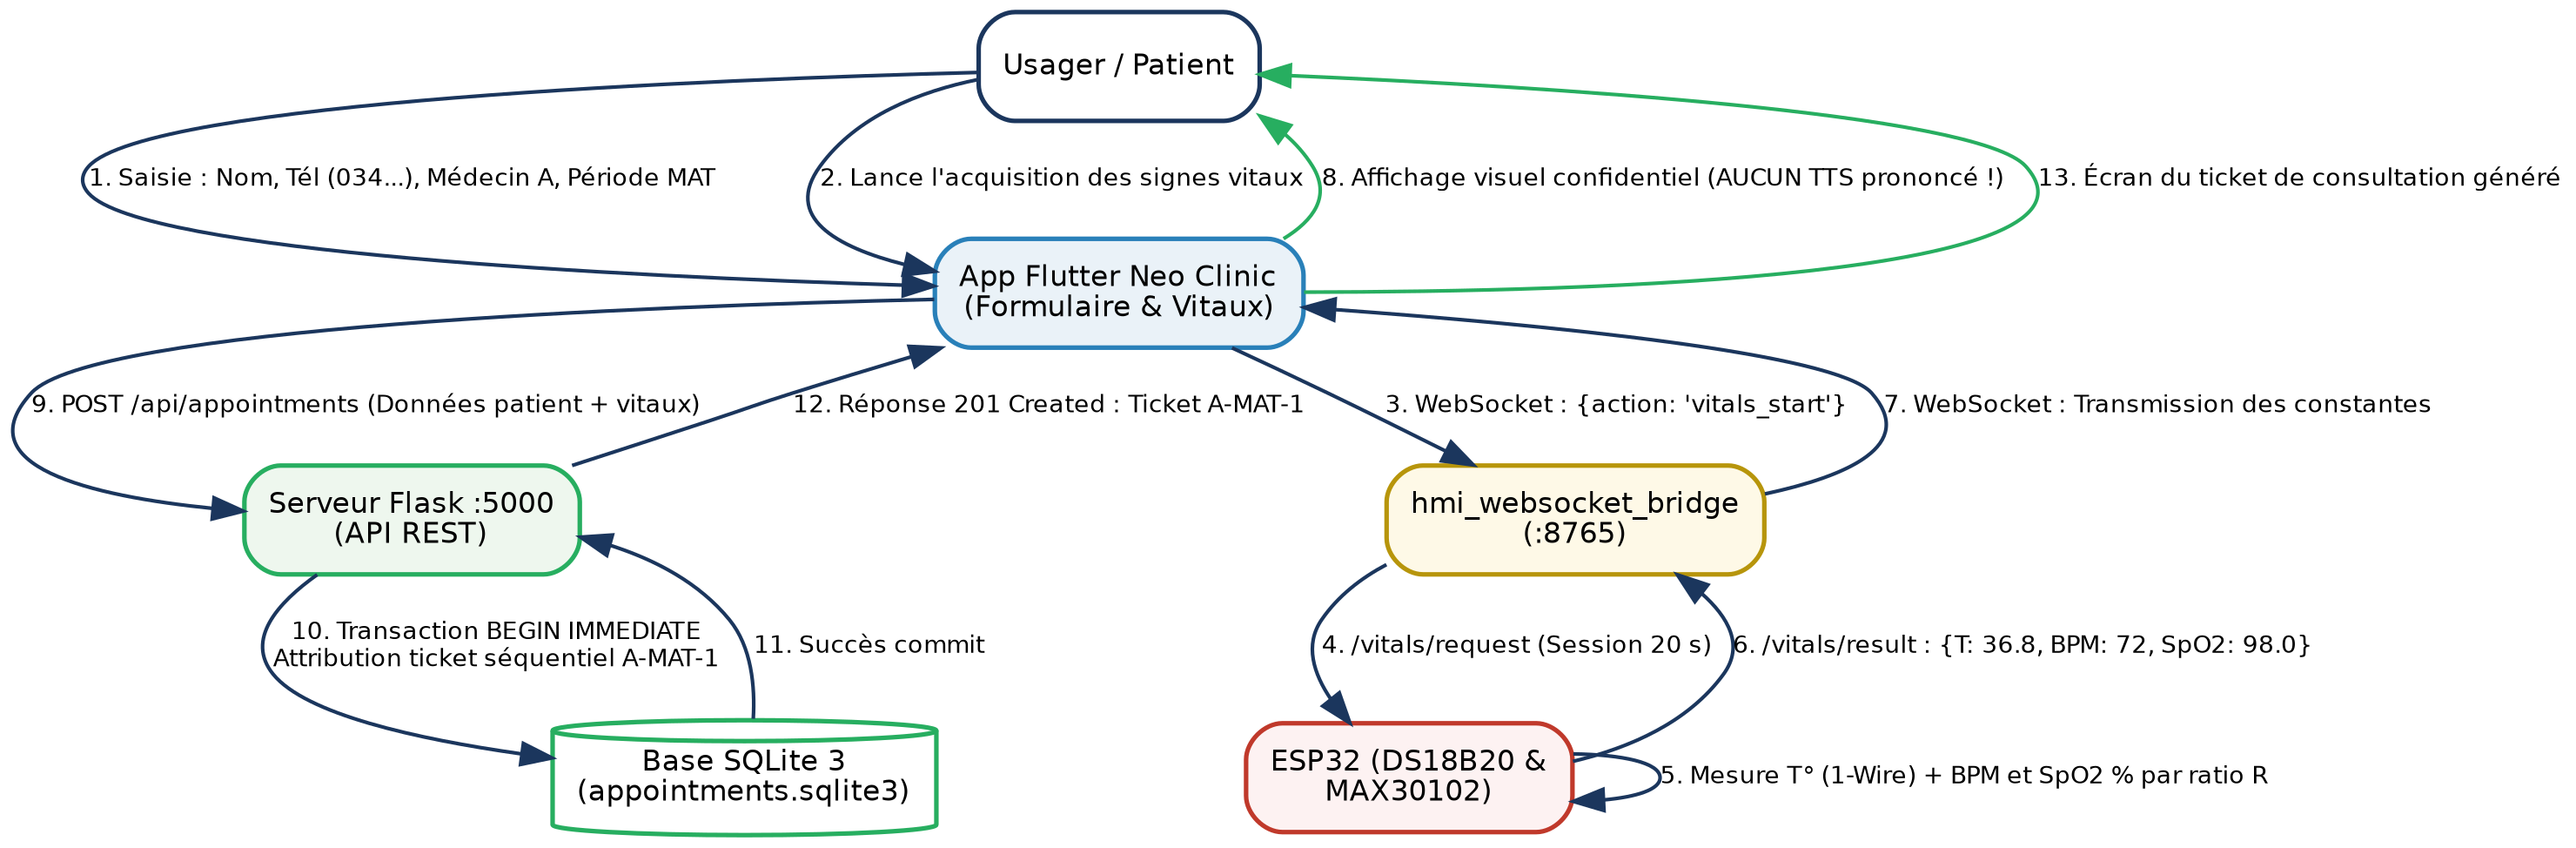 Usager / Patient
1. Saisie : Nom, Tél (034...), Médecin A, Période MAT
2. Lance l'acquisition des signes vitaux
8. Affichage visuel confidentiel (AUCUN TTS prononcé !)
13. Écran du ticket de consultation généré
App Flutter Neo Clinic
(Formulaire & Vitaux)
9. POST /api/appointments (Données patient + vitaux)
12. Réponse 201 Created : Ticket A-MAT-1
3. WebSocket : {action: 'vitals_start'}
7. WebSocket : Transmission des constantes
Serveur Flask :5000
(API REST)
hmi_websocket_bridge
(:8765)
10. Transaction BEGIN IMMEDIATE
Attribution ticket séquentiel A-MAT-1
11. Succès commit
4. /vitals/request (Session 20 s)
6. /vitals/result : {T: 36.8, BPM: 72, SpO2: 98.0}
Base SQLite 3
(appointments.sqlite3)
ESP32 (DS18B20 &
MAX30102)
5. Mesure T° (1-Wire) + BPM et SpO2 % par ratio R